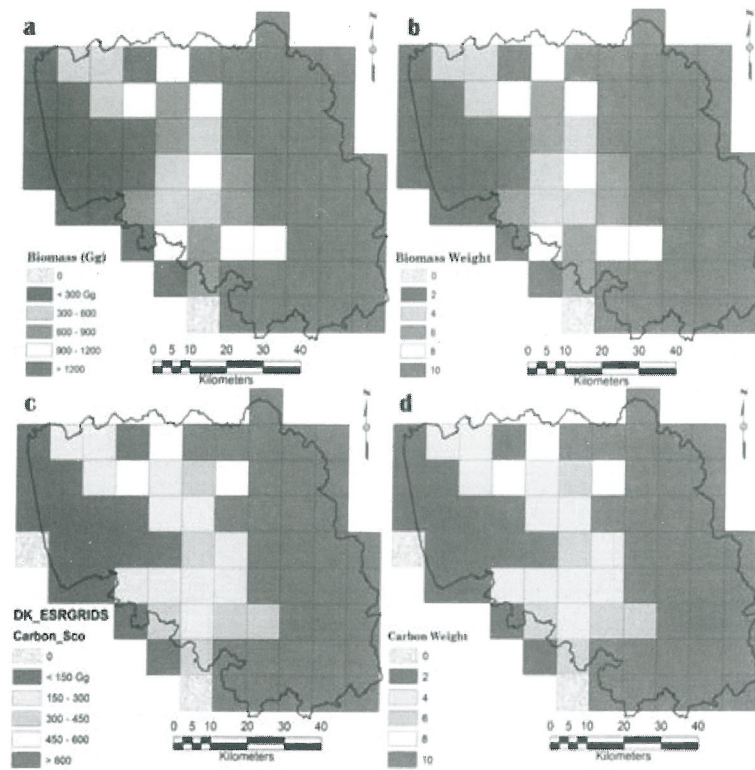 a
N
Biomass (Gg)
0
< 300 Gg
300 - 600
600 - 900
900 - 1200
> 1200
0 5 10 20 30 40
Kilometers
b
N
Biomass Weight
0
2
4
6
8
10
0 5 10 20 30 40
Kilometers
c
N
DK_ESRGRIDS
Carbon_Sco
0
< 150 Gg
150 - 300
300 - 450
450 - 600
> 600
0 5 10 20 30 40
Kilometers
d
N
Carbon Weight
0
2
4
6
8
10
0 5 10 20 30 40
Kilometers